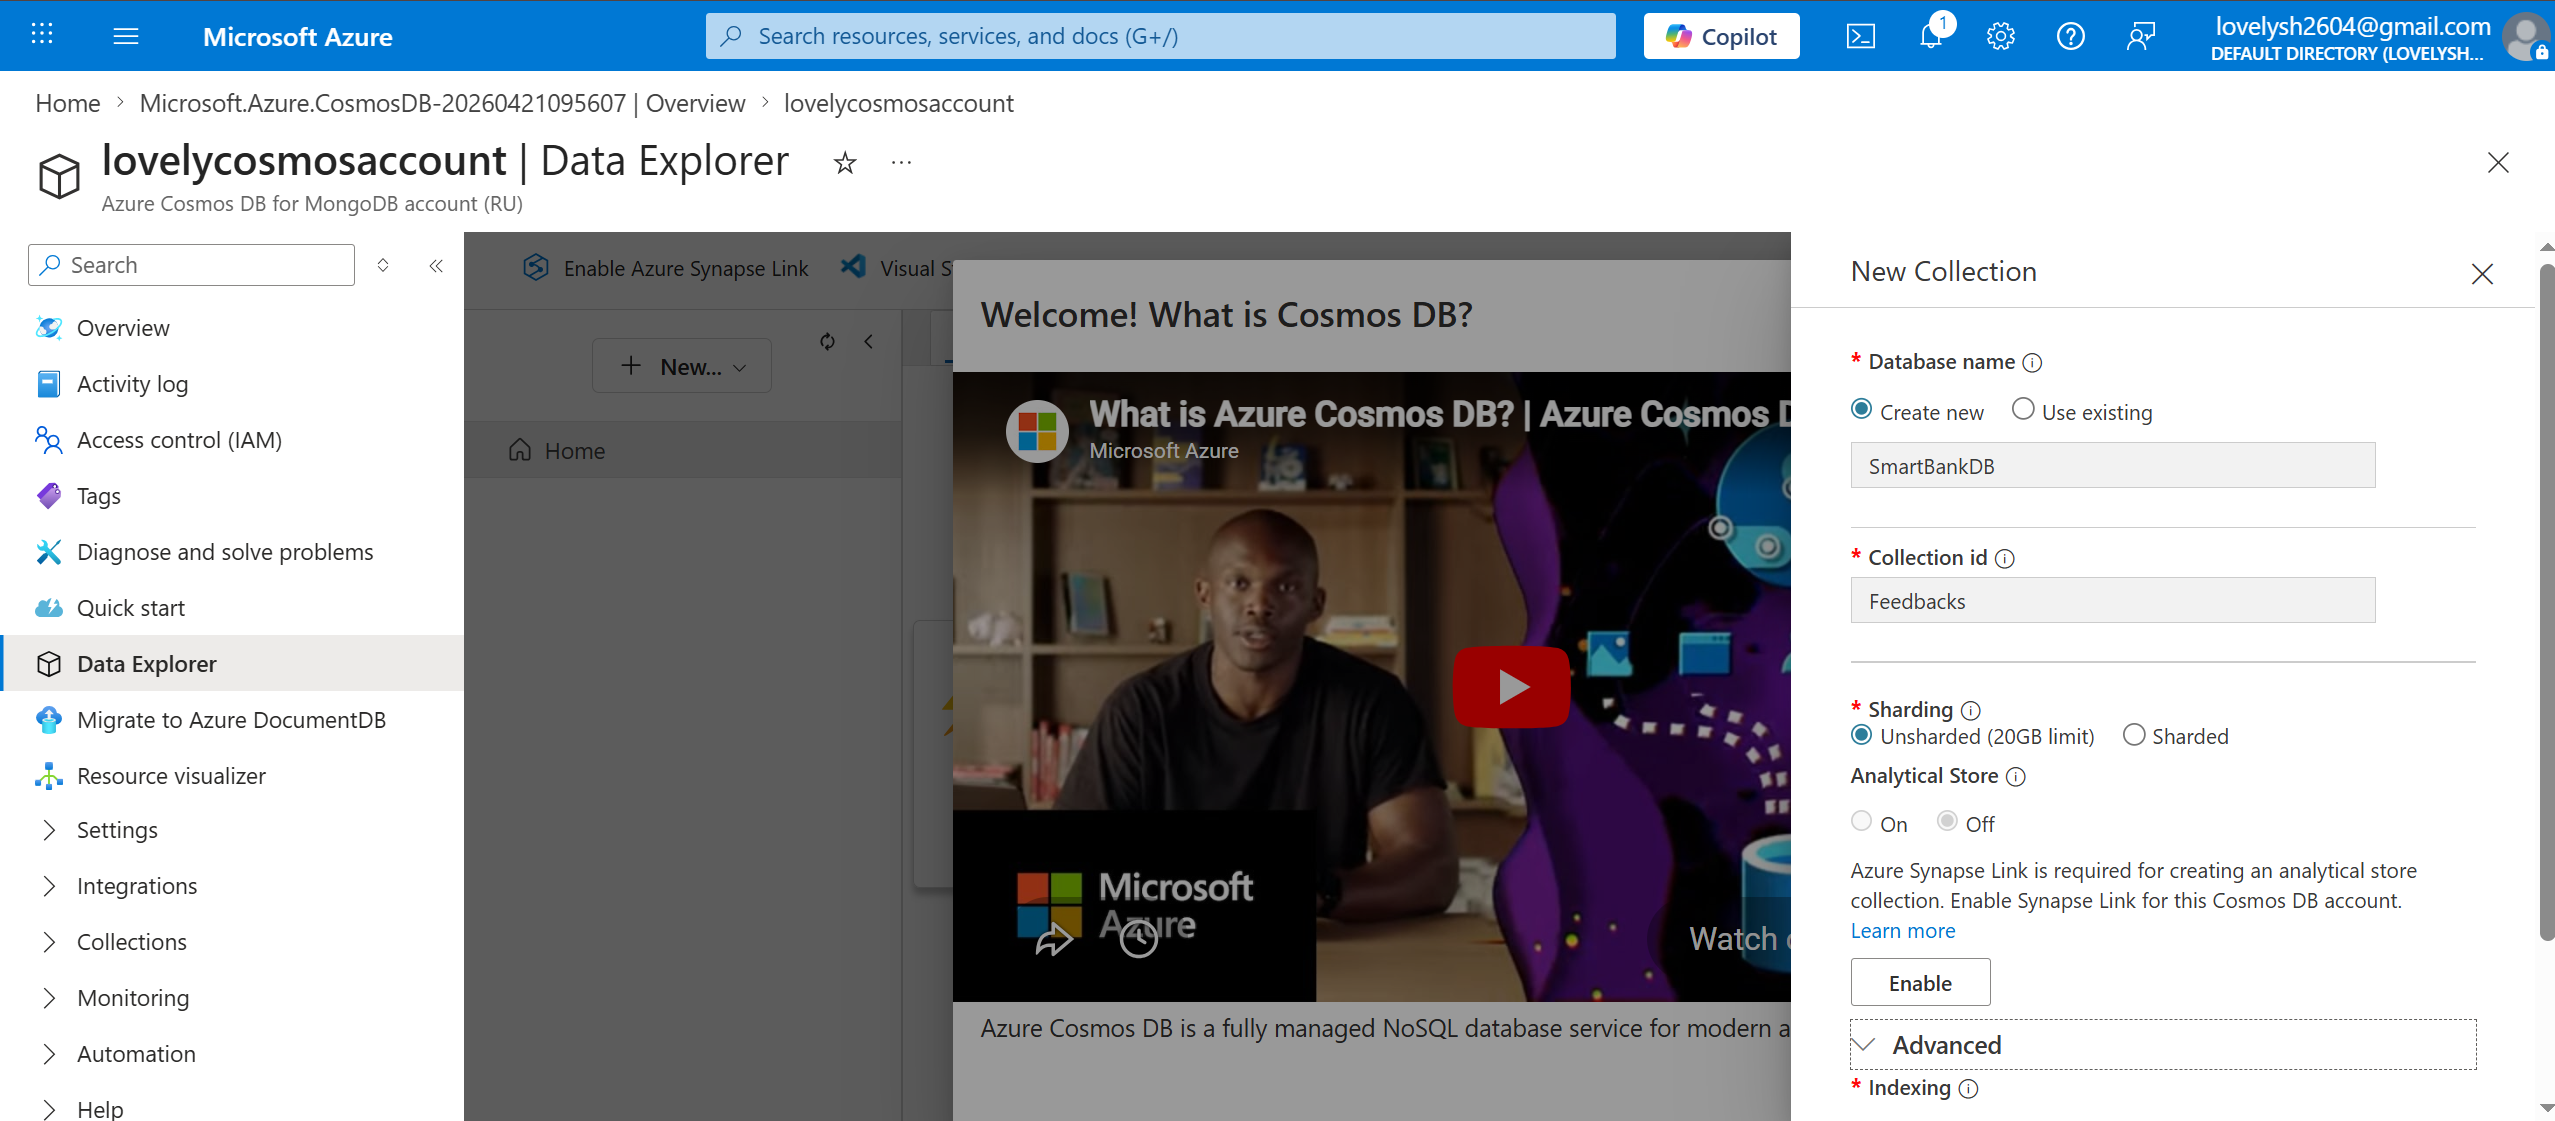 Microsoft Azure
Search resources, services, and docs (G+/)
Copilot
1
lovelysh2604@gmail.com
DEFAULT DIRECTORY (LOVELYSH...
Home > Microsoft.Azure.CosmosDB-20260421095607 | Overview > lovelycosmosaccount
lovelycosmosaccount | Data Explorer
Azure Cosmos DB for MongoDB account (RU)
Search
Overview
Activity log
Access control (IAM)
Tags
Diagnose and solve problems
Quick start
Data Explorer
Migrate to Azure DocumentDB
Resource visualizer
Settings
Integrations
Collections
Monitoring
Automation
Help
Enable Azure Synapse Link
Visual S
New...
Home
Welcome! What is Cosmos DB?
What is Azure Cosmos DB? | Azure Cosmos D
Microsoft Azure
Microsoft
Azure
Watch
Azure Cosmos DB is a fully managed NoSQL database service for modern a
New Collection
* Database name
Create new Use existing
SmartBankDB
* Collection id
Feedbacks
* Sharding
Unsharded (20GB limit) Sharded
Analytical Store
On Off
Azure Synapse Link is required for creating an analytical store
collection. Enable Synapse Link for this Cosmos DB account.
Learn more
Enable
Advanced
* Indexing